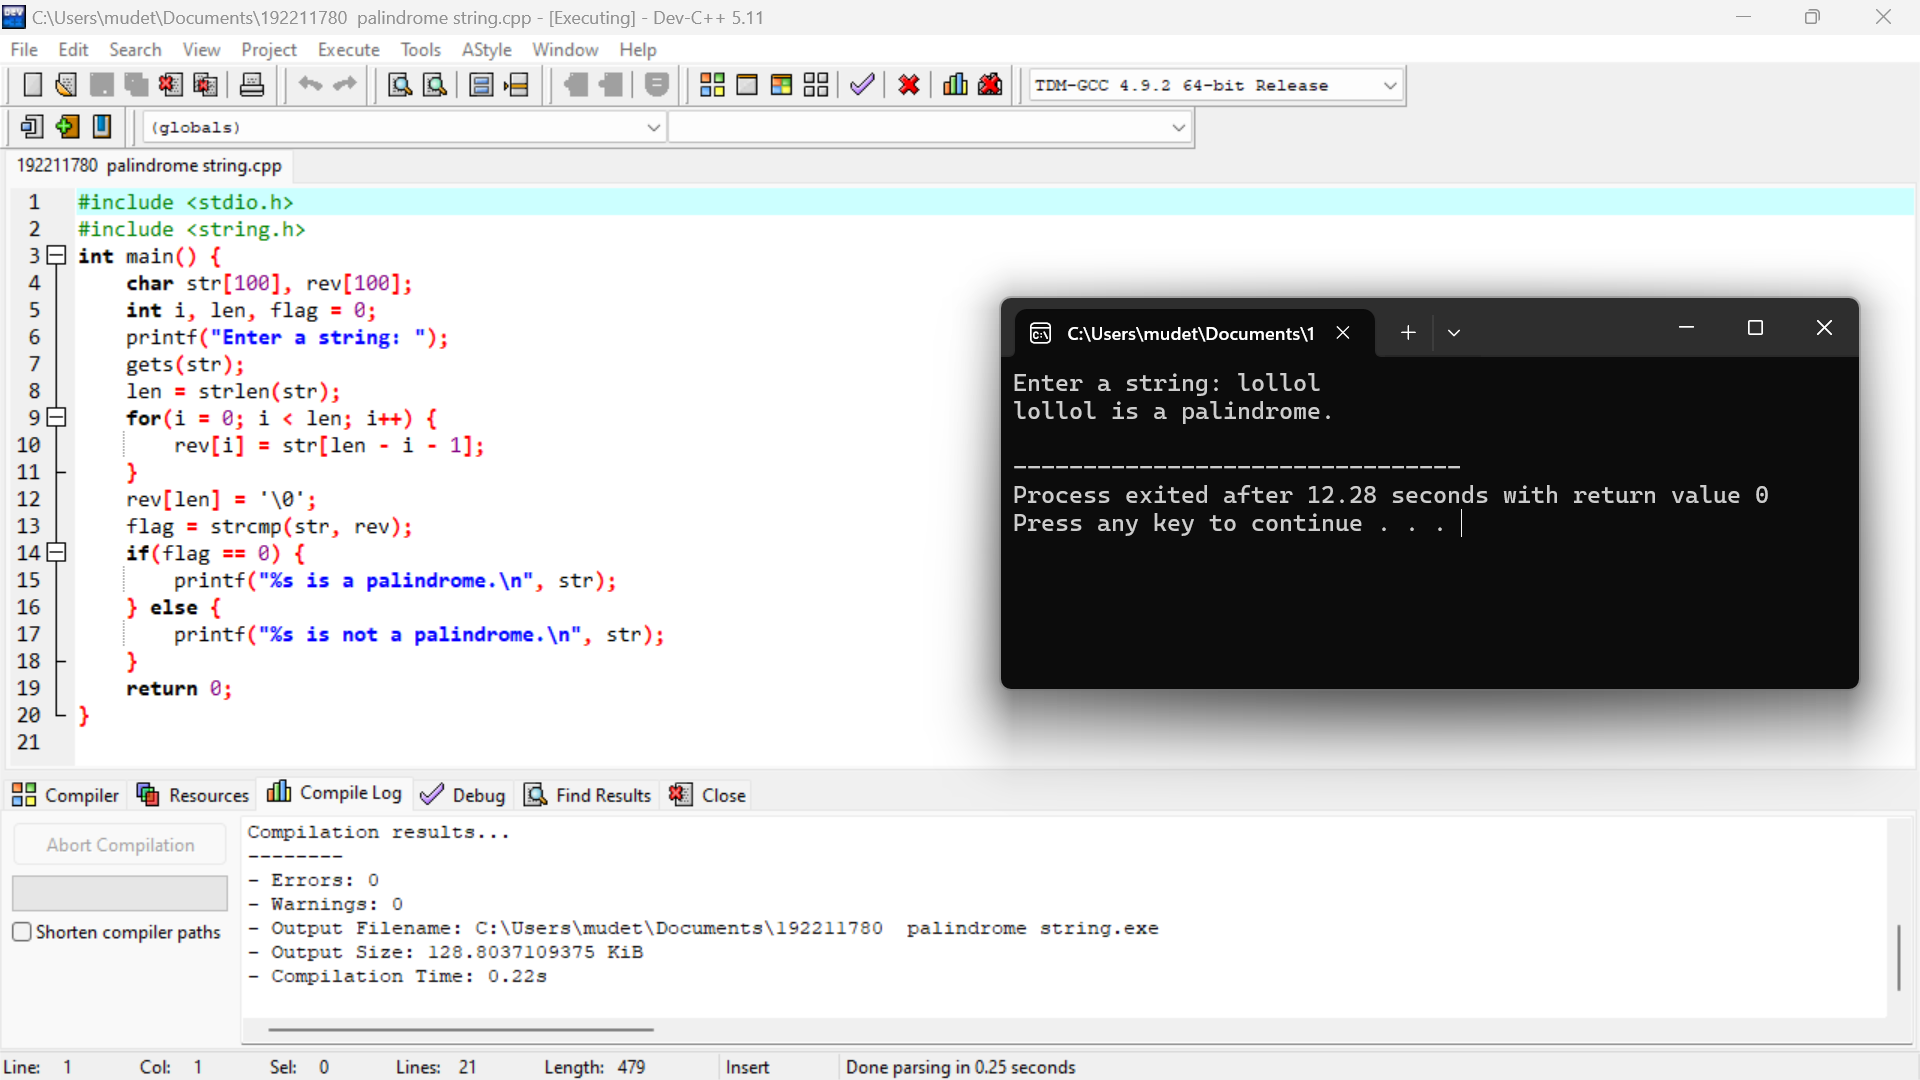 C:\Users\mudet\Documents\192211780  palindrome string.cpp - [Executing] - Dev-C++ 5.11
File Edit Search View Project Execute Tools AStyle Window Help
TDM-GCC 4.9.2 64-bit Release
(globals)
192211780  palindrome string.cpp
1 #include <stdio.h>
2 #include <string.h>
3 int main() {
4     char str[100], rev[100];
5     int i, len, flag = 0;
6     printf("Enter a string: ");
7     gets(str);
8     len = strlen(str);
9     for(i = 0; i < len; i++) {
10         rev[i] = str[len - i - 1];
11     }
12     rev[len] = '\0';
13     flag = strcmp(str, rev);
14     if(flag == 0) {
15         printf("%s is a palindrome.\n", str);
16     } else {
17         printf("%s is not a palindrome.\n", str);
18     }
19     return 0;
20 }
21
C:\Users\mudet\Documents\1
Enter a string: lollol
lollol is a palindrome.
--------------------------------
Process exited after 12.28 seconds with return value 0
Press any key to continue . . .
Compiler Resources Compile Log Debug Find Results Close
Abort Compilation
Shorten compiler paths
Compilation results...
--------
- Errors: 0
- Warnings: 0
- Output Filename: C:\Users\mudet\Documents\192211780  palindrome string.exe
- Output Size: 128.8037109375 KiB
- Compilation Time: 0.22s
Line: 1 Col: 1 Sel: 0 Lines: 21 Length: 479 Insert Done parsing in 0.25 seconds